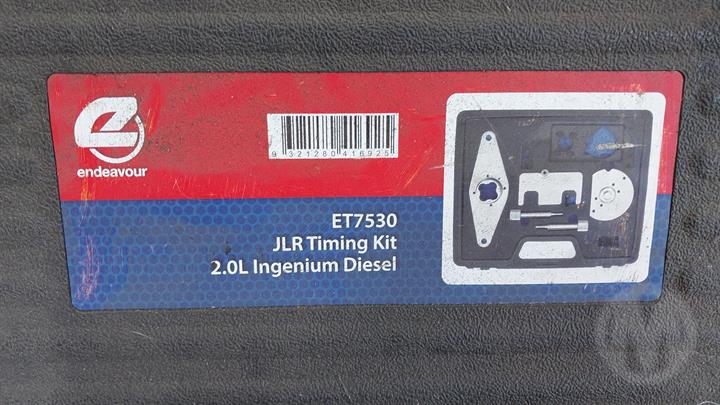 endeavour
9 321280 416925
ET7530
JLR Timing Kit
2.0L Ingenium Diesel